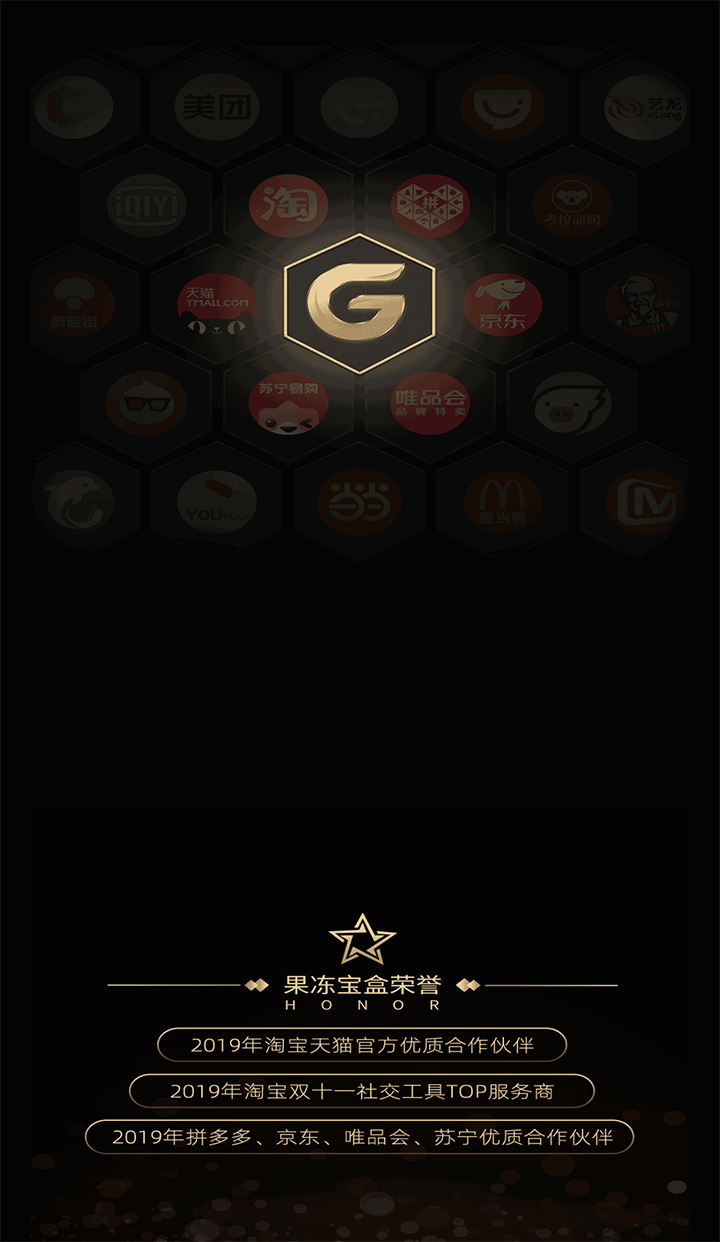 美团
艺龙
eLong
iQIYI
淘
拼
考拉海购
蘑菇街
天猫
TMALL.COM
G
京东
KFC
苏宁易购
唯品会
品牌特卖
YOU
当当
麦当劳
果冻宝盒荣誉
HONOR
2019年淘宝天猫官方优质合作伙伴
2019年淘宝双十一社交工具TOP服务商
2019年拼多多、京东、唯品会、苏宁优质合作伙伴